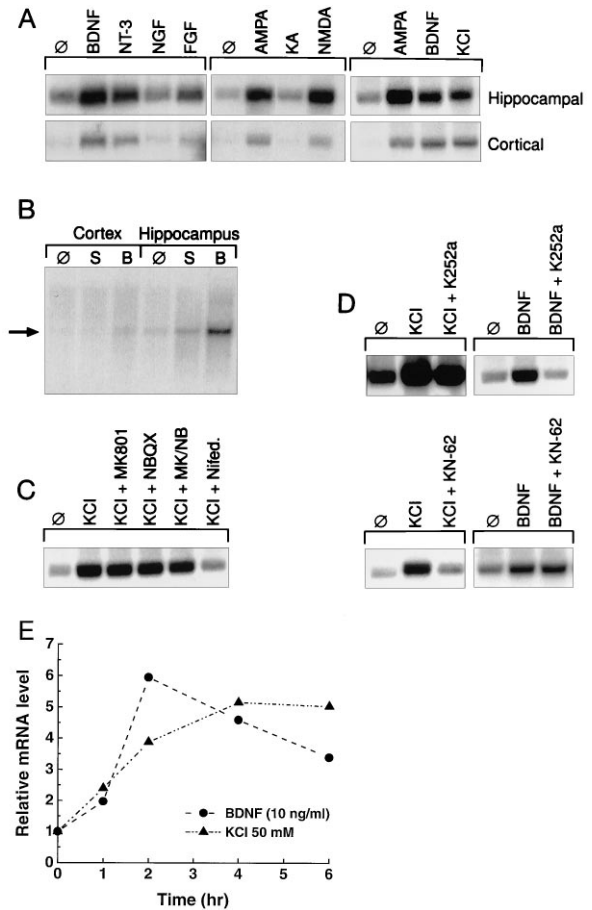 A
Ø BDNF NT-3 NGF FGF Ø AMPA KA NMDA Ø AMPA BDNF KCl
Hippocampal
Cortical
B
Cortex Hippocampus
Ø S B Ø S B
D
Ø KCl KCl + K252a Ø BDNF BDNF + K252a
C
Ø KCl KCl + MK801 KCl + NBQX KCl + MK/NB KCl + Nifed.
Ø KCl KCl + KN-62 Ø BDNF BDNF + KN-62
E
Relative mRNA level
7
6
5
4
3
2
1
0
BDNF (10 ng/ml)
KCl 50 mM
0 1 2 3 4 5 6
Time (hr)